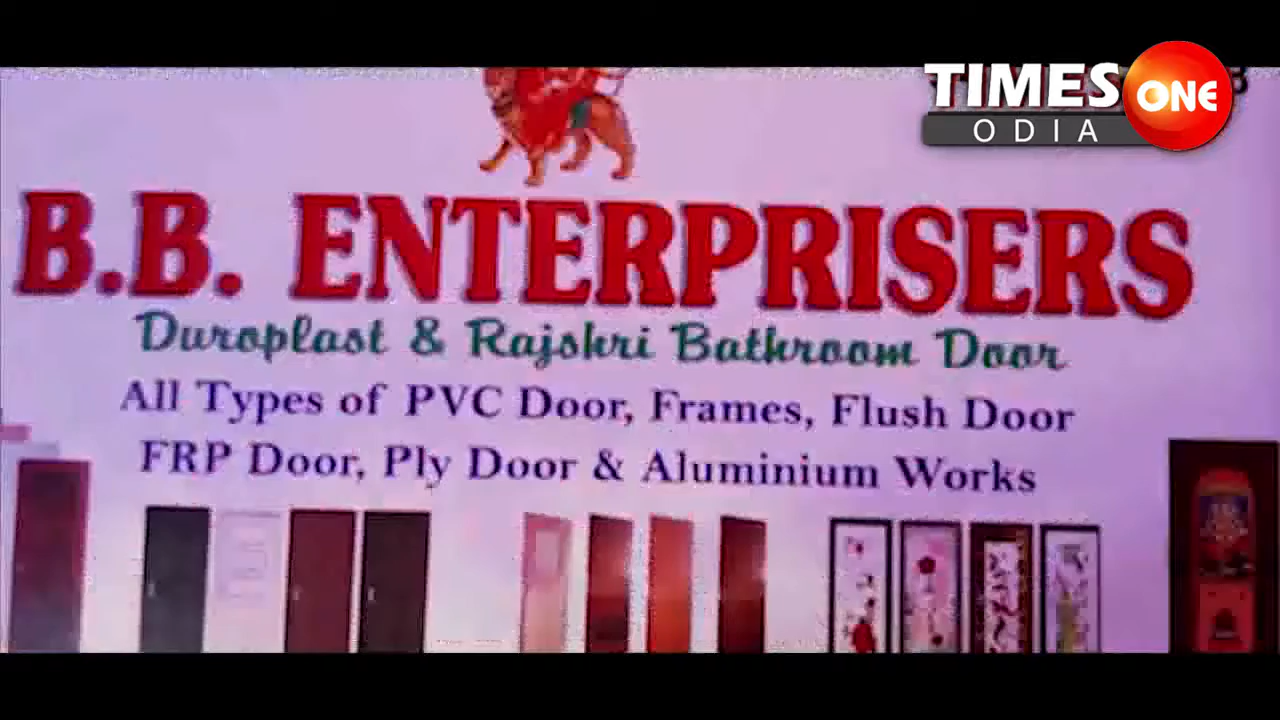 TIMES ONE
ODIA
B.B. ENTERPRISERS
Duroplast & Rajshri Bathroom Door
All Types of PVC Door, Frames, Flush Door
FRP Door, Ply Door & Aluminium Works